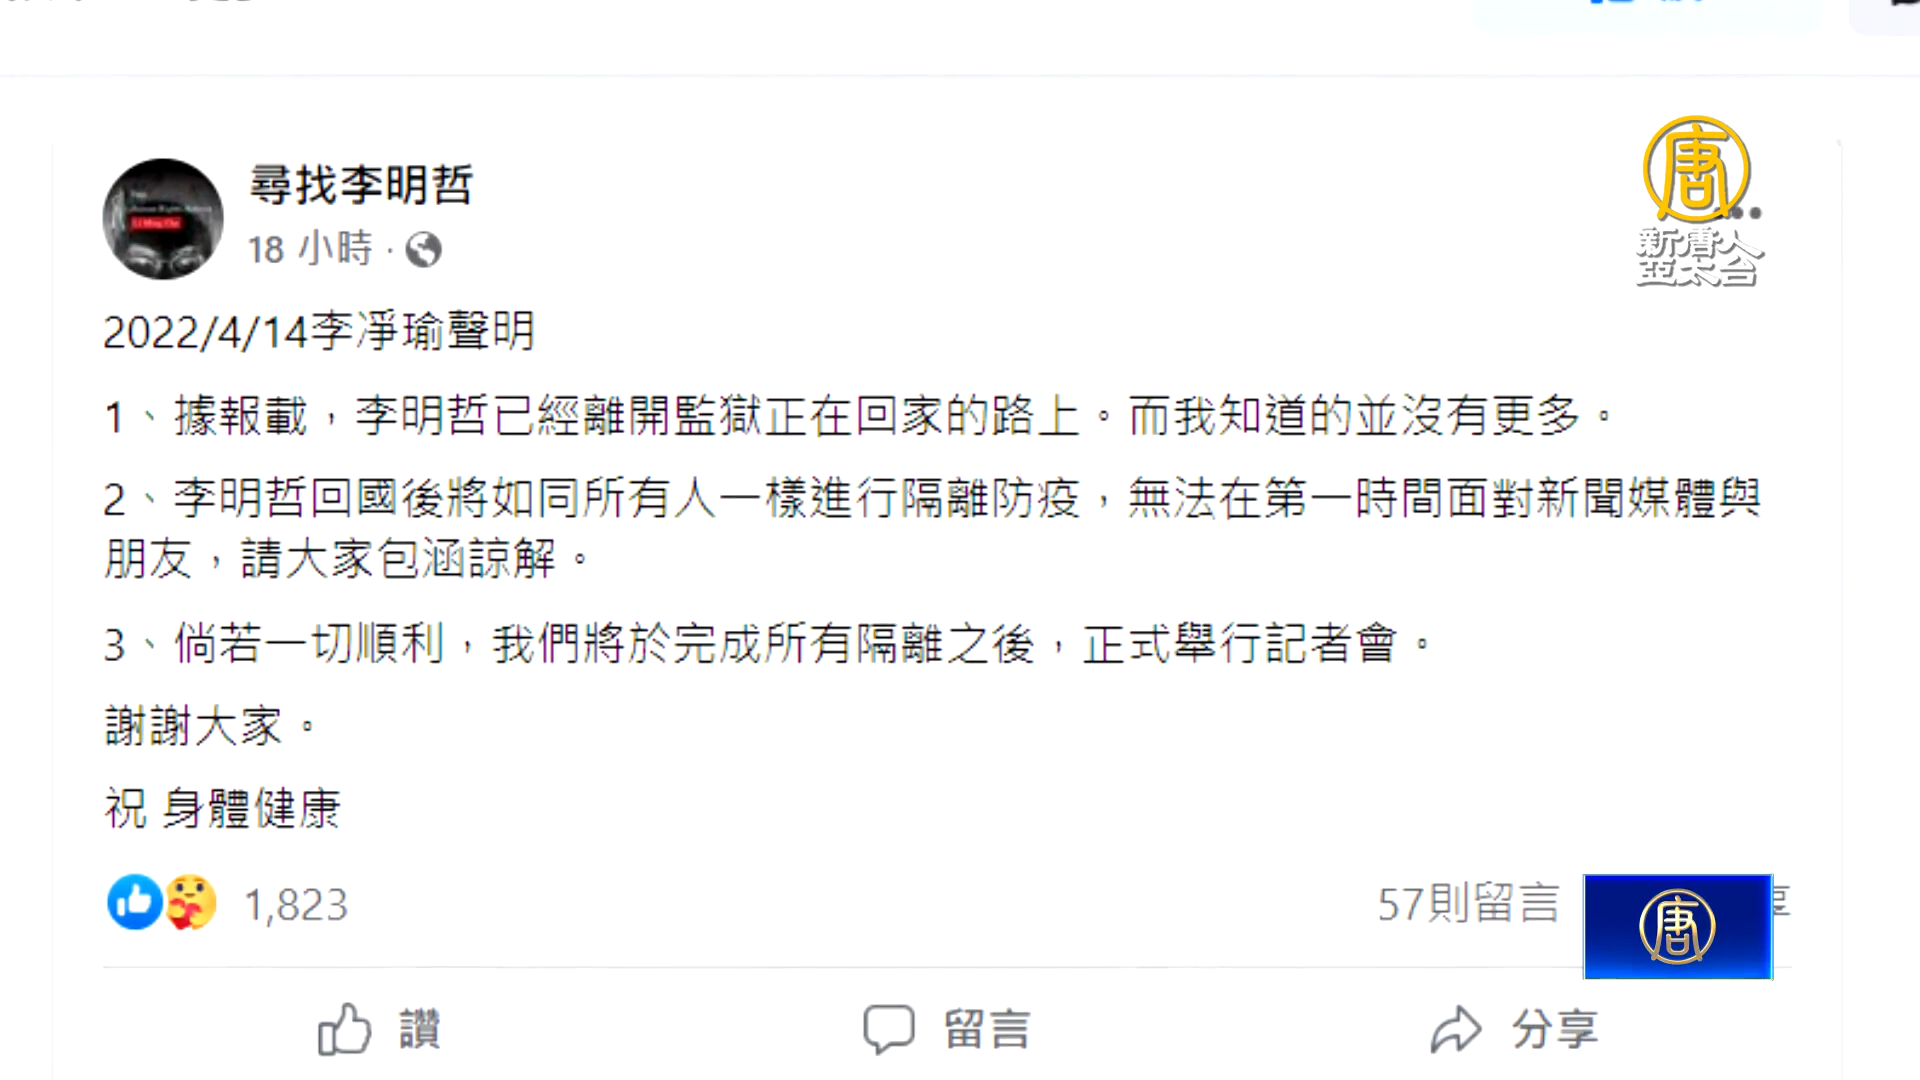 尋找李明哲
18 小時 ·
唐
新唐人
亞太台
2022/4/14李凈瑜聲明
1、據報載，李明哲已經離開監獄正在回家的路上。而我知道的並沒有更多。
2、李明哲回國後將如同所有人一樣進行隔離防疫，無法在第一時間面對新聞媒體與
朋友，請大家包涵諒解。
3、倘若一切順利，我們將於完成所有隔離之後，正式舉行記者會。
謝謝大家。
祝 身體健康
1,823
57則留言
唐
讚
留言
分享